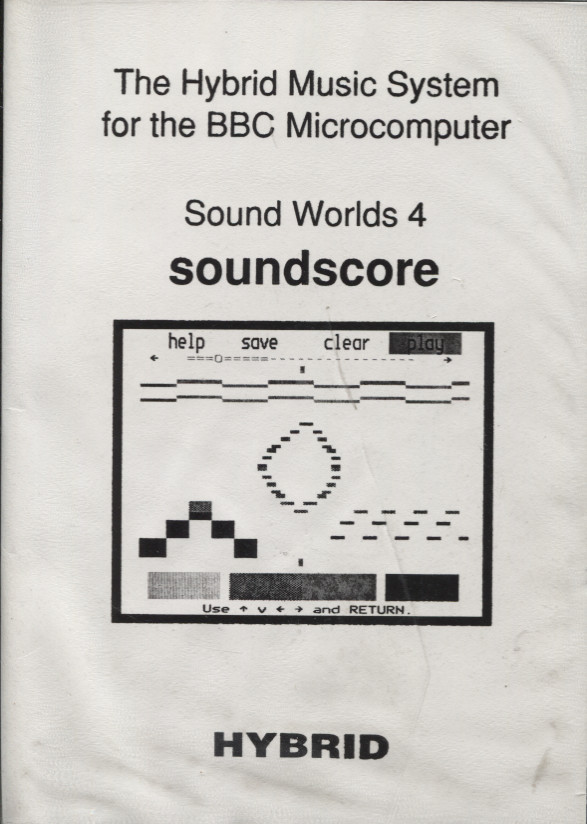 The Hybrid Music System
for the BBC Microcomputer
Sound Worlds 4
soundscore
help save clear play
Use ↑ v ← → and RETURN.
HYBRID